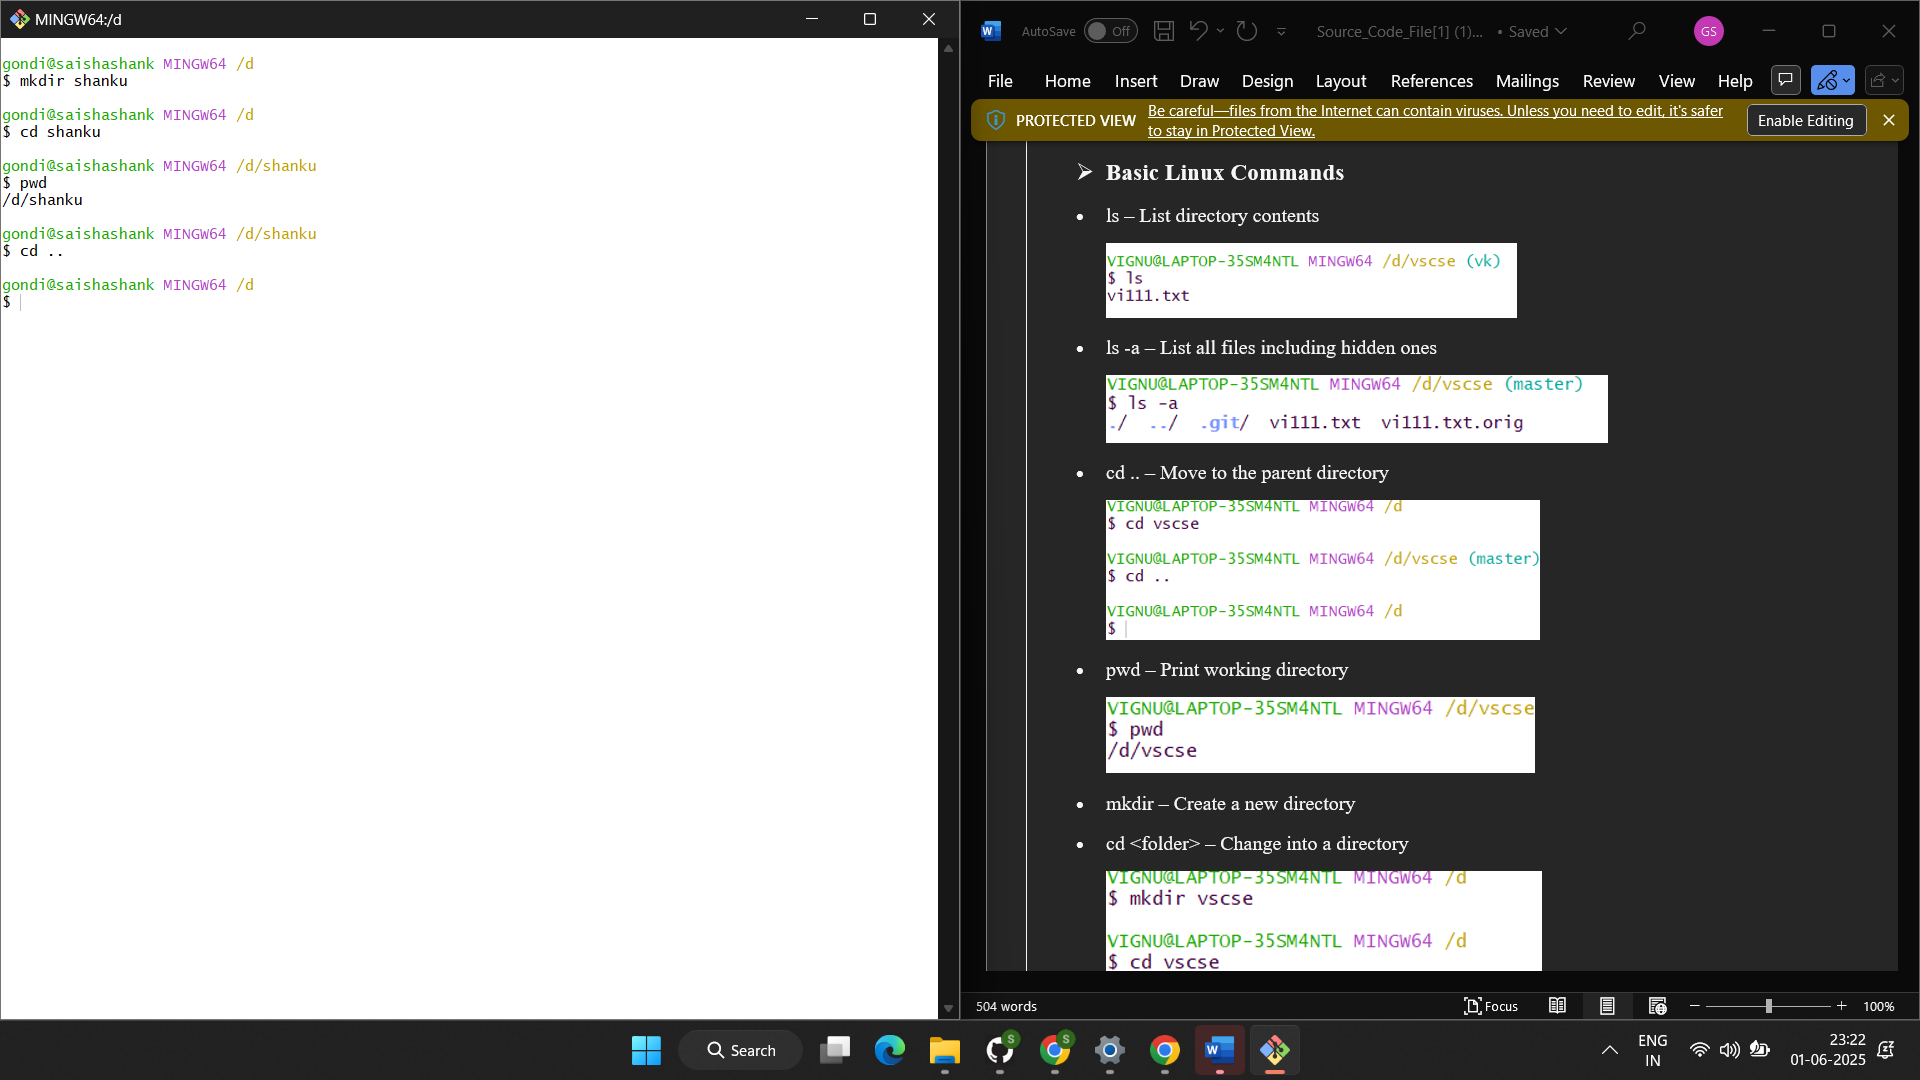 MINGW64:/d
gondi@saishashank MINGW64 /d
$ mkdir shanku
gondi@saishashank MINGW64 /d
$ cd shanku
gondi@saishashank MINGW64 /d/shanku
$ pwd
/d/shanku
gondi@saishashank MINGW64 /d/shanku
$ cd ..
gondi@saishashank MINGW64 /d
$
AutoSave Off Source_Code_File[1] (1)... • Saved GS
File Home Insert Draw Design Layout References Mailings Review View Help
PROTECTED VIEW Be careful—files from the Internet can contain viruses. Unless you need to edit, it's safer
to stay in Protected View.
Enable Editing
➢ Basic Linux Commands
• ls – List directory contents
VIGNU@LAPTOP-35SM4NTL MINGW64 /d/vscse (vk)
$ ls
vi111.txt
• ls -a – List all files including hidden ones
VIGNU@LAPTOP-35SM4NTL MINGW64 /d/vscse (master)
$ ls -a
./ ../ .git/ vi111.txt vi111.txt.orig
• cd .. – Move to the parent directory
VIGNU@LAPTOP-35SM4NTL MINGW64 /d
$ cd vscse
VIGNU@LAPTOP-35SM4NTL MINGW64 /d/vscse (master)
$ cd ..
VIGNU@LAPTOP-35SM4NTL MINGW64 /d
$
• pwd – Print working directory
VIGNU@LAPTOP-35SM4NTL MINGW64 /d/vscse
$ pwd
/d/vscse
• mkdir – Create a new directory
• cd <folder> – Change into a directory
VIGNU@LAPTOP-35SM4NTL MINGW64 /d
$ mkdir vscse
VIGNU@LAPTOP-35SM4NTL MINGW64 /d
$ cd vscse
504 words Focus 100%
Search
S
S
ENG
IN
23:22
01-06-2025